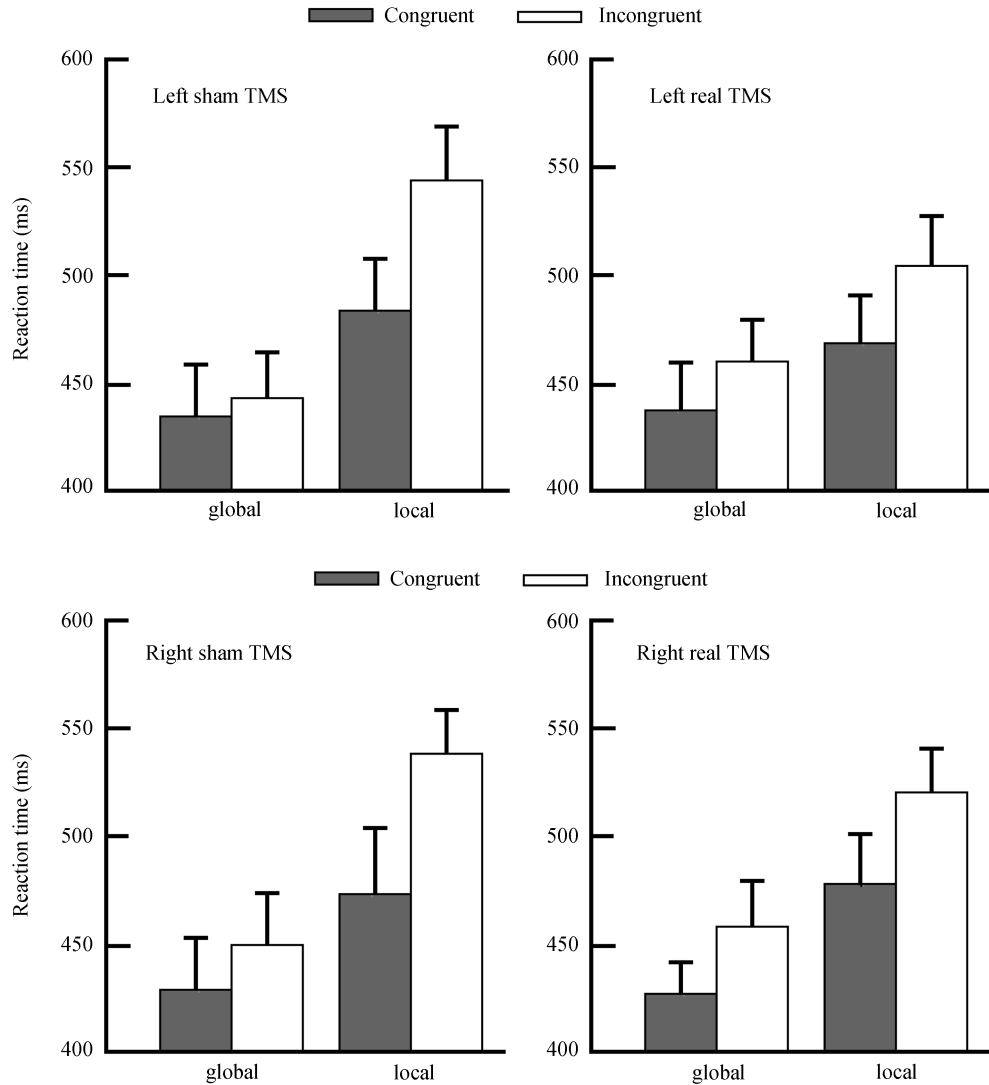 Congruent Incongruent
600 600
Left sham TMS Left real TMS
550 550
Reaction time (ms)
500 500
450 450
400 400
global local global local
Congruent Incongruent
600 600
Right sham TMS Right real TMS
550 550
Reaction time (ms)
500 500
450 450
400 400
global local global local